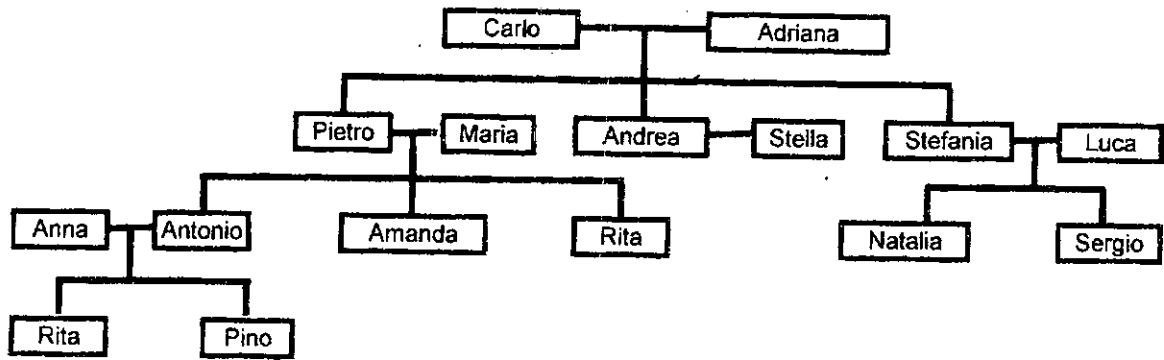 Carlo Adriana
Pietro Maria Andrea Stella Stefania Luca
Anna Antonio Amanda Rita Natalia Sergio
Rita Pino